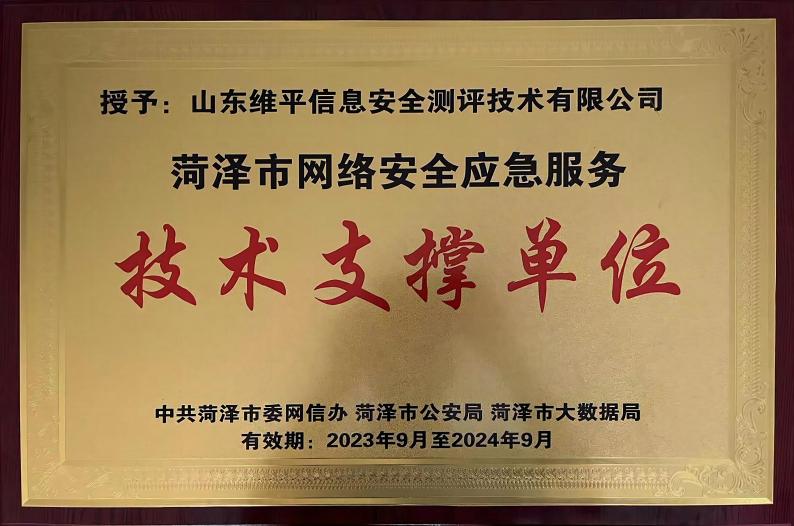 授予：山东维平信息安全测评技术有限公司
菏泽市网络安全应急服务
技术支撑单位
中共菏泽市委网信办 菏泽市公安局 菏泽市大数据局
有效期：2023年9月至2024年9月